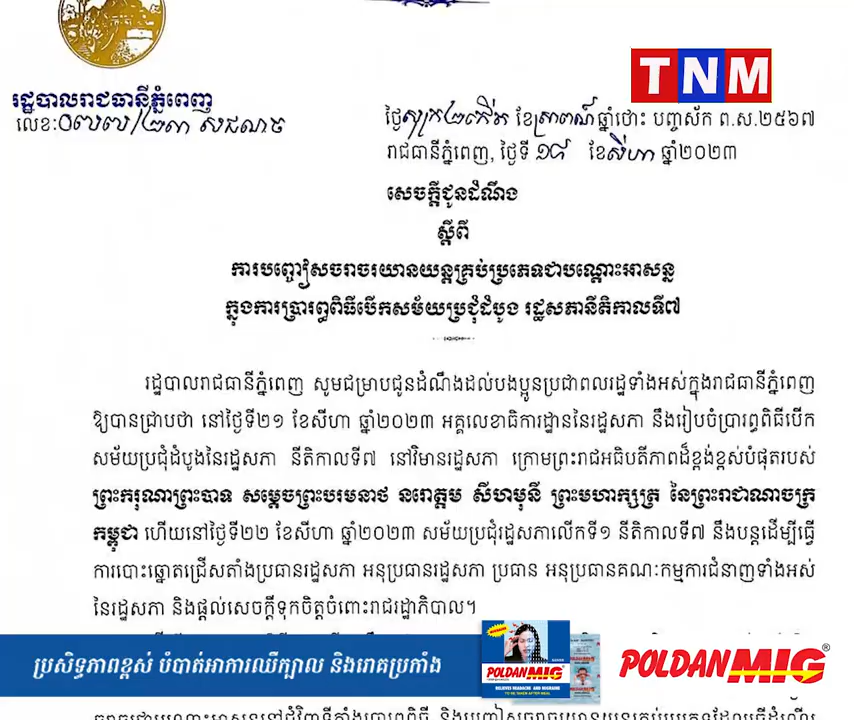 TNM
រដ្ឋបាលរាជធានីភ្នំពេញ
លេខ:០៧៧/២៣ សជណច
ថ្ងៃសុក្រ ២កើត ខែស្រាពណ៍ ឆ្នាំថោះ បញ្ចស័ក ព.ស.២៥៦៧
រាជធានីភ្នំពេញ, ថ្ងៃទី ១៨ ខែសីហា ឆ្នាំ២០២៣
សេចក្តីជូនដំណឹង
ស្តីពី
ការបញ្ចៀសចរាចរយានយន្តគ្រប់ប្រភេទជាបណ្តោះអាសន្ន
ក្នុងការប្រារព្ធពិធីបើកសម័យប្រជុំដំបូង រដ្ឋសភានីតិកាលទី៧
រដ្ឋបាលរាជធានីភ្នំពេញ សូមជម្រាបជូនដំណឹងដល់បងប្អូនប្រជាពលរដ្ឋទាំងអស់ក្នុងរាជធានីភ្នំពេញ
ឱ្យបានជ្រាបថា នៅថ្ងៃទី២១ ខែសីហា ឆ្នាំ២០២៣ អគ្គលេខាធិការដ្ឋាននៃរដ្ឋសភា នឹងរៀបចំប្រារព្ធពិធីបើក
សម័យប្រជុំដំបូងនៃរដ្ឋសភា នីតិកាលទី៧ នៅវិមានរដ្ឋសភា ក្រោមព្រះរាជអធិបតីភាពដ៏ខ្ពង់ខ្ពស់បំផុតរបស់
ព្រះករុណាព្រះបាទ សម្តេចព្រះបរមនាថ នរោត្តម សីហមុនី ព្រះមហាក្សត្រ នៃព្រះរាជាណាចក្រ
កម្ពុជា ហើយនៅថ្ងៃទី២២ ខែសីហា ឆ្នាំ២០២៣ សម័យប្រជុំរដ្ឋសភាលើកទី១ នីតិកាលទី៧ នឹងបន្តដើម្បីធ្វើ
ការបោះឆ្នោតជ្រើសតាំងប្រធានរដ្ឋសភា អនុប្រធានរដ្ឋសភា ប្រធាន អនុប្រធានគណៈកម្មការជំនាញទាំងអស់
នៃរដ្ឋសភា និងផ្តល់សេចក្តីទុកចិត្តចំពោះរាជរដ្ឋាភិបាល។
ប្រសិទ្ធភាពខ្ពស់ បំបាត់អាការឈឺក្បាល និងរោគប្រកាំង
POLDANMIG
RELIEVES HEADACHE AND MIGRAINE
TO BE TAKEN AFTER MEAL
POLDANMIG®